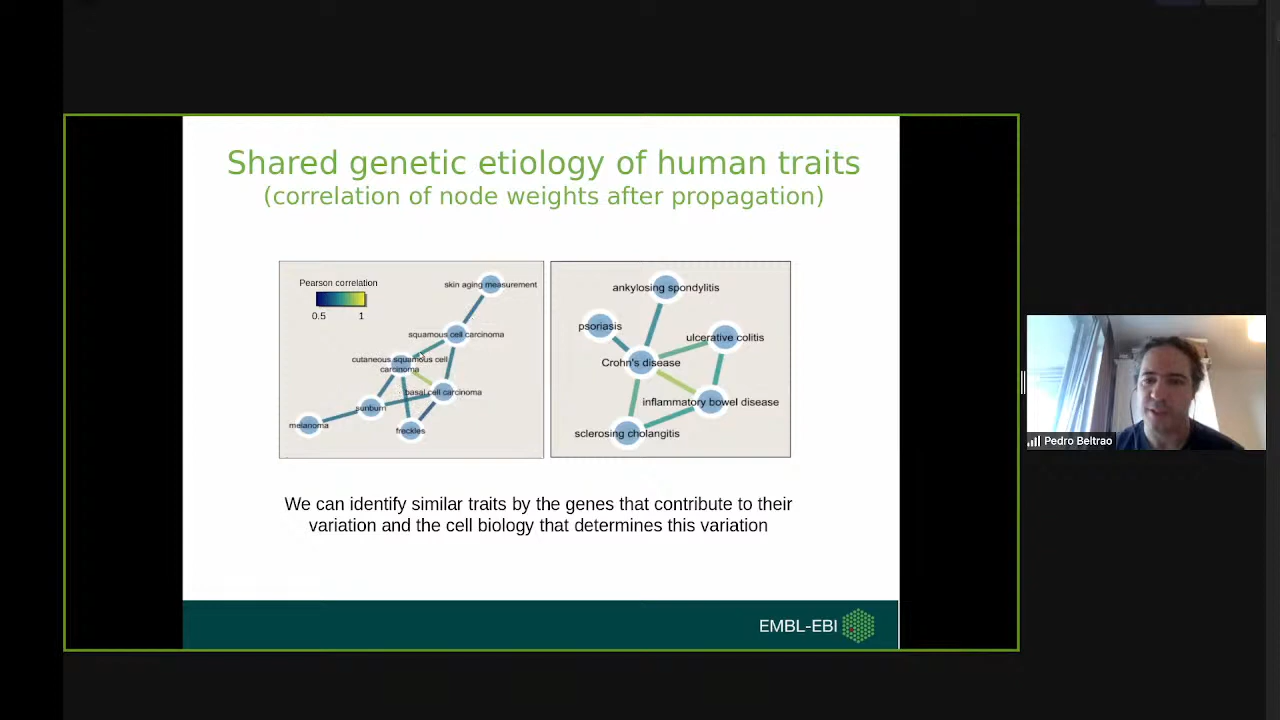 Shared genetic etiology of human traits
(correlation of node weights after propagation)
Pearson correlation
0.5 1
skin aging measurement
squamous cell carcinoma
cutaneous squamous cell
carcinoma
basal cell carcinoma
sunburn
melanoma
freckles
ankylosing spondylitis
psoriasis
ulcerative colitis
Crohn's disease
inflammatory bowel disease
sclerosing cholangitis
We can identify similar traits by the genes that contribute to their
variation and the cell biology that determines this variation
EMBL-EBI
Pedro Beltrao